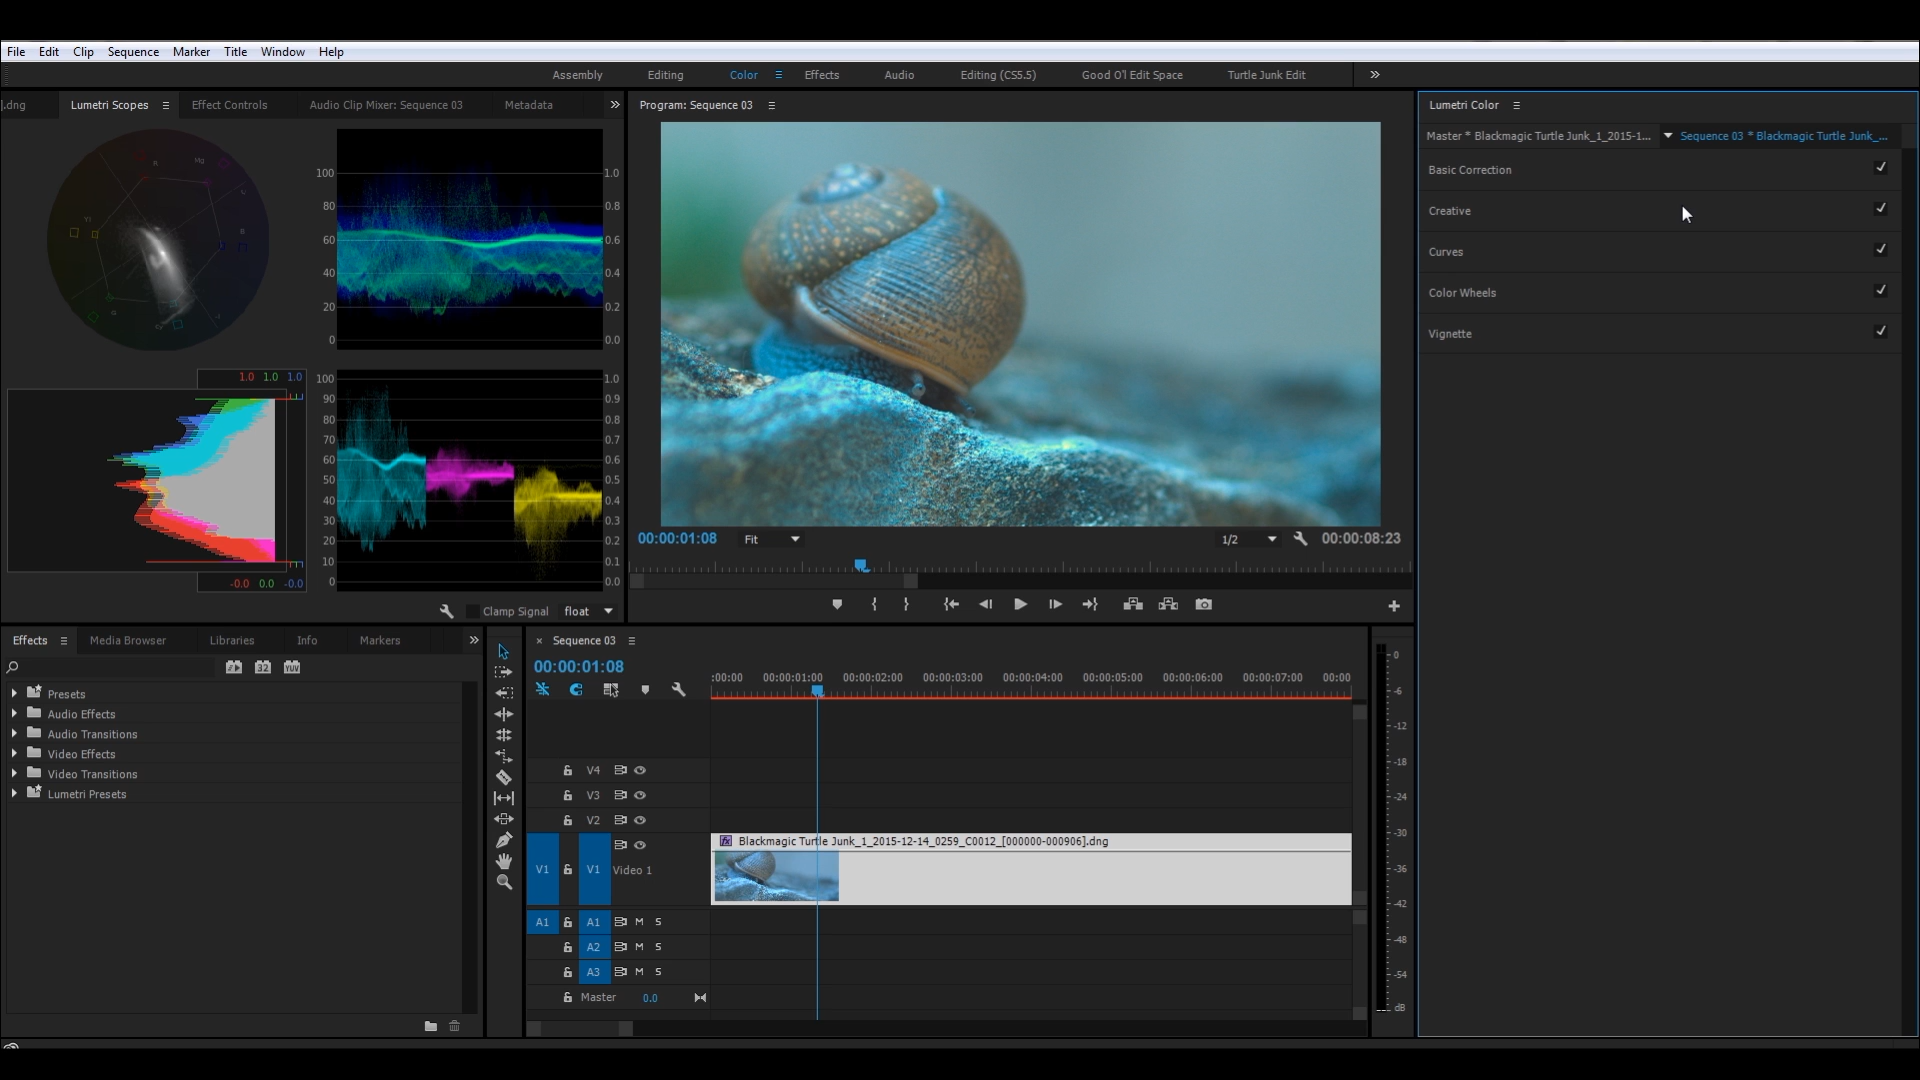 File Edit Clip Sequence Marker Title Window Help
Assembly Editing Color Effects Audio Editing (CS5.5) Good O'l Edit Space Turtle Junk Edit
].dng Lumetri Scopes Effect Controls Audio Clip Mixer: Sequence 03 Metadata
Program: Sequence 03
Lumetri Color
Master * Blackmagic Turtle Junk_1_2015-1... Sequence 03 * Blackmagic Turtle Junk_...
Basic Correction
Creative
Curves
Color Wheels
Vignette
R Mg B Yl G
100 1.0
80 0.8
60 0.6
40 0.4
20 0.2
0 0.0
1.0 1.0 1.0
-0.0 0.0 -0.0
100 1.0
90 0.9
80 0.8
70 0.7
60 0.6
50 0.5
40 0.4
30 0.3
20 0.2
10 0.1
0 0.0
Clamp Signal float
00:00:01:08 Fit 1/2 00:00:08:23
Effects Media Browser Libraries Info Markers
32 YUV
Presets
Audio Effects
Audio Transitions
Video Effects
Video Transitions
Lumetri Presets
× Sequence 03
00:00:01:08
:00:00 00:00:01:00 00:00:02:00 00:00:03:00 00:00:04:00 00:00:05:00 00:00:06:00 00:00:07:00 00:00
V4
V3
V2
fx Blackmagic Turtle Junk_1_2015-12-14_0259_C0012_[000000-000906].dng
V1 V1 Video 1
A1 A1 M S
A2 M S
A3 M S
Master 0.0
0
-6
-12
-18
-24
-30
-36
-42
-48
-54
dB